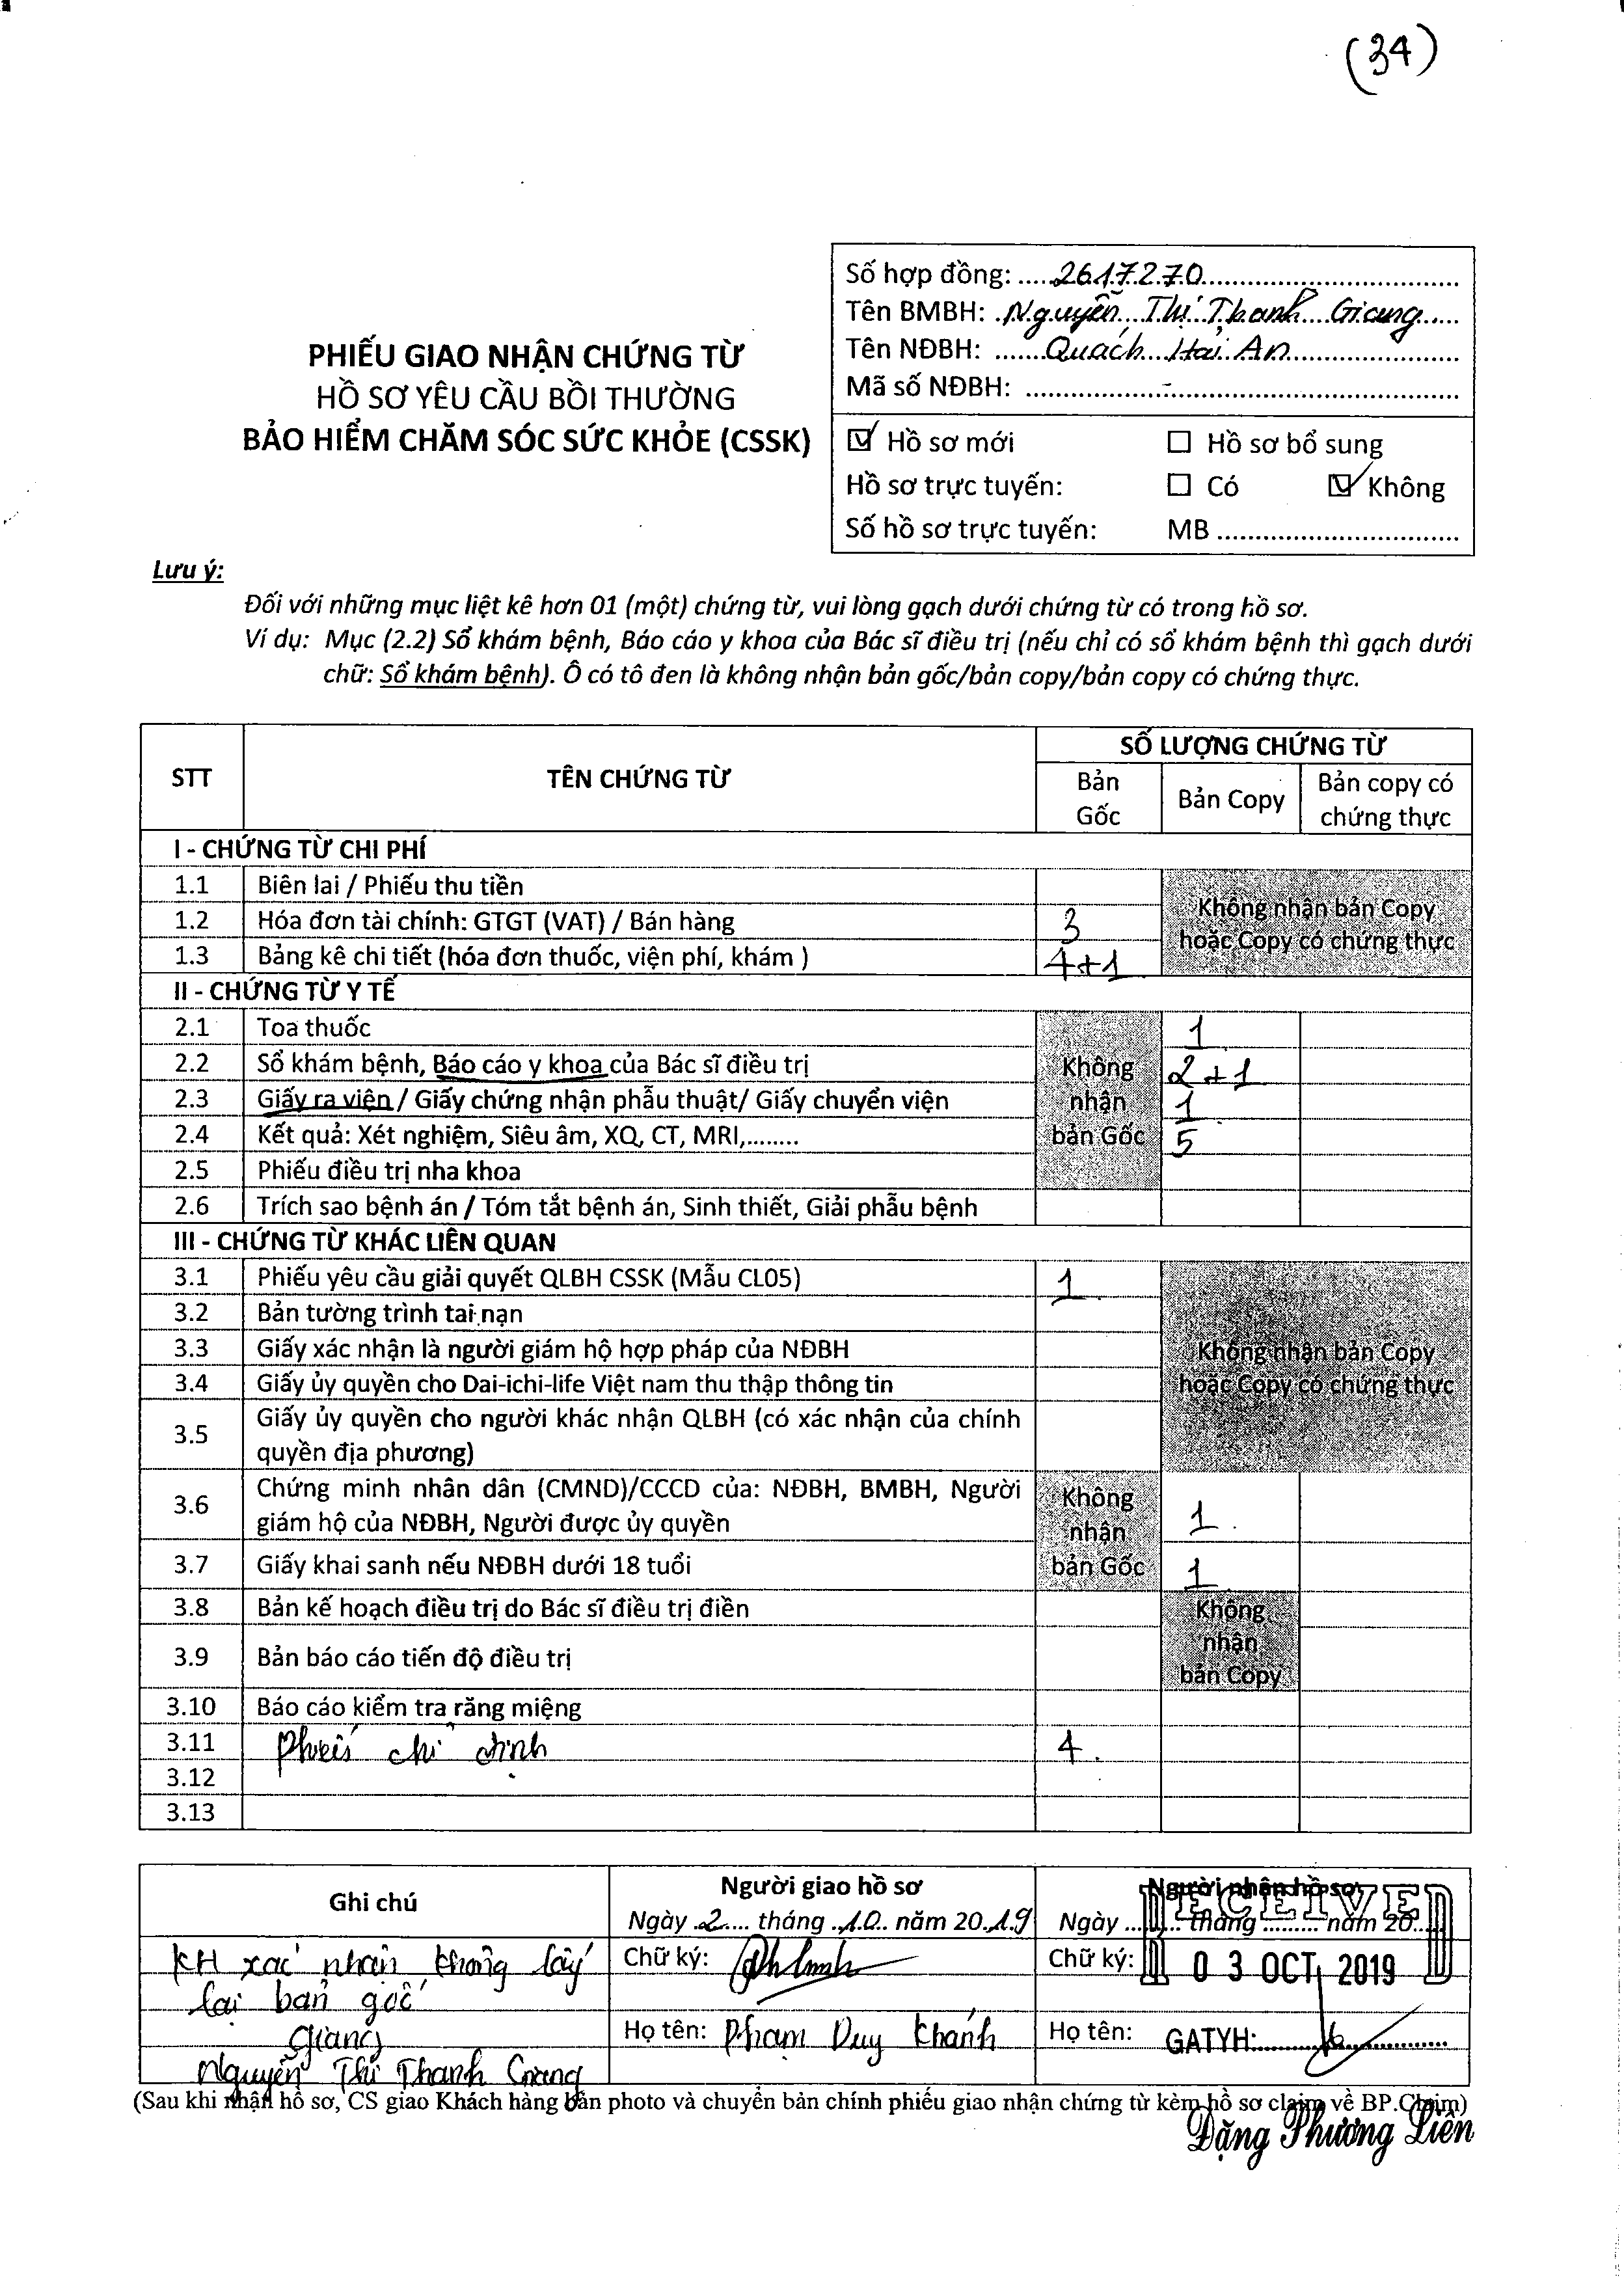 (34)
Số hợp đồng: 2617270
Tên BMBH: Nguyễn Thị Thanh Giang
Tên NĐBH: Quách Hải An
Mã số NĐBH: -
PHIẾU GIAO NHẬN CHỨNG TỪ
HỒ SƠ YÊU CẦU BỒI THƯỜNG
BẢO HIỂM CHĂM SÓC SỨC KHỎE (CSSK)
☑ Hồ sơ mới ☐ Hồ sơ bổ sung
Hồ sơ trực tuyến: ☐ Có ☑ Không
Số hồ sơ trực tuyến: MB
Lưu ý:
Đối với những mục liệt kê hơn 01 (một) chứng từ, vui lòng gạch dưới chứng từ có trong hồ sơ.
Ví dụ: Mục (2.2) Sổ khám bệnh, Báo cáo y khoa của Bác sĩ điều trị (nếu chỉ có sổ khám bệnh thì gạch dưới
chữ: Sổ khám bệnh). Ô có tô đen là không nhận bản gốc/bản copy/bản copy có chứng thực.
STT TÊN CHỨNG TỪ SỐ LƯỢNG CHỨNG TỪ
Bản Gốc Bản Copy Bản copy có chứng thực
I - CHỨNG TỪ CHI PHÍ
1.1 Biên lai / Phiếu thu tiền
1.2 Hóa đơn tài chính: GTGT (VAT) / Bán hàng 3
1.3 Bảng kê chi tiết (hóa đơn thuốc, viện phí, khám ) 4+1
Không nhận bản Copy
hoặc Copy có chứng thực
II - CHỨNG TỪ Y TẾ
2.1 Toa thuốc 1
2.2 Sổ khám bệnh, Báo cáo y khoa của Bác sĩ điều trị 2+1
2.3 Giấy ra viện / Giấy chứng nhận phẫu thuật/ Giấy chuyển viện 1
2.4 Kết quả: Xét nghiệm, Siêu âm, XQ, CT, MRI,........ 5
2.5 Phiếu điều trị nha khoa
Không
nhận
bản Gốc
2.6 Trích sao bệnh án / Tóm tắt bệnh án, Sinh thiết, Giải phẫu bệnh
III - CHỨNG TỪ KHÁC LIÊN QUAN
3.1 Phiếu yêu cầu giải quyết QLBH CSSK (Mẫu CL05) 1
3.2 Bản tường trình tai nạn
3.3 Giấy xác nhận là người giám hộ hợp pháp của NĐBH
3.4 Giấy ủy quyền cho Dai-ichi-life Việt nam thu thập thông tin
3.5 Giấy ủy quyền cho người khác nhận QLBH (có xác nhận của chính
quyền địa phương)
Không nhận bản Copy
hoặc Copy có chứng thực
3.6 Chứng minh nhân dân (CMND)/CCCD của: NĐBH, BMBH, Người
giám hộ của NĐBH, Người được ủy quyền 1
3.7 Giấy khai sanh nếu NĐBH dưới 18 tuổi 1
Không
nhận
bản Gốc
3.8 Bản kế hoạch điều trị do Bác sĩ điều trị điền
3.9 Bản báo cáo tiến độ điều trị
Không
nhận
bản Copy
3.10 Báo cáo kiểm tra răng miệng
3.11 Phiếu chỉ định 4
3.12
3.13
Ghi chú
KH xác nhận không lấy
lại bản gốc
Giang
Nguyễn Thị Thanh Giang
Người giao hồ sơ
Ngày 2 tháng 10 năm 2019
Chữ ký:
Họ tên: Phạm Duy Khánh
Người nhận hồ sơ
Ngày ........ tháng ......... năm 20.....
RECEIVED
Chữ ký:
03 OCT 2019
Họ tên: GATYH:
(Sau khi nhận hồ sơ, CS giao Khách hàng bản photo và chuyển bản chính phiếu giao nhận chứng từ kèm hồ sơ claim về BP.Claim)
Đặng Phương Liên